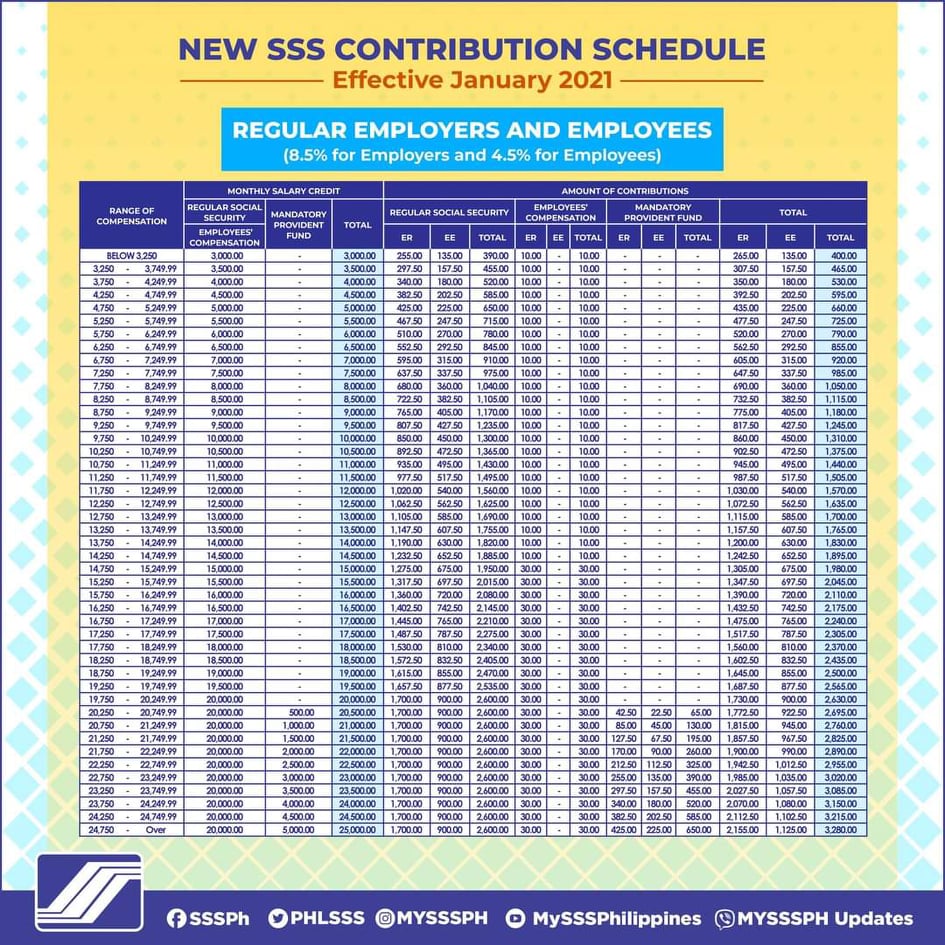 NEW SSS CONTRIBUTION SCHEDULE
Effective January 2021
REGULAR EMPLOYERS AND EMPLOYEES
(8.5% for Employers and 4.5% for Employees)
RANGE OF COMPENSATION MONTHLY SALARY CREDIT AMOUNT OF CONTRIBUTIONS
REGULAR SOCIAL SECURITY EMPLOYEES' COMPENSATION MANDATORY PROVIDENT FUND TOTAL REGULAR SOCIAL SECURITY EMPLOYEES' COMPENSATION MANDATORY PROVIDENT FUND TOTAL
ER EE TOTAL ER EE TOTAL ER EE TOTAL ER EE TOTAL
BELOW 3,250 3,000.00 - 3,000.00 255.00 135.00 390.00 10.00 - 10.00 - - - 265.00 135.00 400.00
3,250 - 3,749.99 3,500.00 - 3,500.00 297.50 157.50 455.00 10.00 - 10.00 - - - 307.50 157.50 465.00
3,750 - 4,249.99 4,000.00 - 4,000.00 340.00 180.00 520.00 10.00 - 10.00 - - - 350.00 180.00 530.00
4,250 - 4,749.99 4,500.00 - 4,500.00 382.50 202.50 585.00 10.00 - 10.00 - - - 392.50 202.50 595.00
4,750 - 5,249.99 5,000.00 - 5,000.00 425.00 225.00 650.00 10.00 - 10.00 - - - 435.00 225.00 660.00
5,250 - 5,749.99 5,500.00 - 5,500.00 467.50 247.50 715.00 10.00 - 10.00 - - - 477.50 247.50 725.00
5,750 - 6,249.99 6,000.00 - 6,000.00 510.00 270.00 780.00 10.00 - 10.00 - - - 520.00 270.00 790.00
6,250 - 6,749.99 6,500.00 - 6,500.00 552.50 292.50 845.00 10.00 - 10.00 - - - 562.50 292.50 855.00
6,750 - 7,249.99 7,000.00 - 7,000.00 595.00 315.00 910.00 10.00 - 10.00 - - - 605.00 315.00 920.00
7,250 - 7,749.99 7,500.00 - 7,500.00 637.50 337.50 975.00 10.00 - 10.00 - - - 647.50 337.50 985.00
7,750 - 8,249.99 8,000.00 - 8,000.00 680.00 360.00 1,040.00 10.00 - 10.00 - - - 690.00 360.00 1,050.00
8,250 - 8,749.99 8,500.00 - 8,500.00 722.50 382.50 1,105.00 10.00 - 10.00 - - - 732.50 382.50 1,115.00
8,750 - 9,249.99 9,000.00 - 9,000.00 765.00 405.00 1,170.00 10.00 - 10.00 - - - 775.00 405.00 1,180.00
9,250 - 9,749.99 9,500.00 - 9,500.00 807.50 427.50 1,235.00 10.00 - 10.00 - - - 817.50 427.50 1,245.00
9,750 - 10,249.99 10,000.00 - 10,000.00 850.00 450.00 1,300.00 10.00 - 10.00 - - - 860.00 450.00 1,310.00
10,250 - 10,749.99 10,500.00 - 10,500.00 892.50 472.50 1,365.00 10.00 - 10.00 - - - 902.50 472.50 1,375.00
10,750 - 11,249.99 11,000.00 - 11,000.00 935.00 495.00 1,430.00 10.00 - 10.00 - - - 945.00 495.00 1,440.00
11,250 - 11,749.99 11,500.00 - 11,500.00 977.50 517.50 1,495.00 10.00 - 10.00 - - - 987.50 517.50 1,505.00
11,750 - 12,249.99 12,000.00 - 12,000.00 1,020.00 540.00 1,560.00 10.00 - 10.00 - - - 1,030.00 540.00 1,570.00
12,250 - 12,749.99 12,500.00 - 12,500.00 1,062.50 562.50 1,625.00 10.00 - 10.00 - - - 1,072.50 562.50 1,635.00
12,750 - 13,249.99 13,000.00 - 13,000.00 1,105.00 585.00 1,690.00 10.00 - 10.00 - - - 1,115.00 585.00 1,700.00
13,250 - 13,749.99 13,500.00 - 13,500.00 1,147.50 607.50 1,755.00 10.00 - 10.00 - - - 1,157.50 607.50 1,765.00
13,750 - 14,249.99 14,000.00 - 14,000.00 1,190.00 630.00 1,820.00 10.00 - 10.00 - - - 1,200.00 630.00 1,830.00
14,250 - 14,749.99 14,500.00 - 14,500.00 1,232.50 652.50 1,885.00 10.00 - 10.00 - - - 1,242.50 652.50 1,895.00
14,750 - 15,249.99 15,000.00 - 15,000.00 1,275.00 675.00 1,950.00 30.00 - 30.00 - - - 1,305.00 675.00 1,980.00
15,250 - 15,749.99 15,500.00 - 15,500.00 1,317.50 697.50 2,015.00 30.00 - 30.00 - - - 1,347.50 697.50 2,045.00
15,750 - 16,249.99 16,000.00 - 16,000.00 1,360.00 720.00 2,080.00 30.00 - 30.00 - - - 1,390.00 720.00 2,110.00
16,250 - 16,749.99 16,500.00 - 16,500.00 1,402.50 742.50 2,145.00 30.00 - 30.00 - - - 1,432.50 742.50 2,175.00
16,750 - 17,249.99 17,000.00 - 17,000.00 1,445.00 765.00 2,210.00 30.00 - 30.00 - - - 1,475.00 765.00 2,240.00
17,250 - 17,749.99 17,500.00 - 17,500.00 1,487.50 787.50 2,275.00 30.00 - 30.00 - - - 1,517.50 787.50 2,305.00
17,750 - 18,249.99 18,000.00 - 18,000.00 1,530.00 810.00 2,340.00 30.00 - 30.00 - - - 1,560.00 810.00 2,370.00
18,250 - 18,749.99 18,500.00 - 18,500.00 1,572.50 832.50 2,405.00 30.00 - 30.00 - - - 1,602.50 832.50 2,435.00
18,750 - 19,249.99 19,000.00 - 19,000.00 1,615.00 855.00 2,470.00 30.00 - 30.00 - - - 1,645.00 855.00 2,500.00
19,250 - 19,749.99 19,500.00 - 19,500.00 1,657.50 877.50 2,535.00 30.00 - 30.00 - - - 1,687.50 877.50 2,565.00
19,750 - 20,249.99 20,000.00 - 20,000.00 1,700.00 900.00 2,600.00 30.00 - 30.00 - - - 1,730.00 900.00 2,630.00
20,250 - 20,749.99 20,000.00 500.00 20,500.00 1,700.00 900.00 2,600.00 30.00 - 30.00 42.50 22.50 65.00 1,772.50 922.50 2,695.00
20,750 - 21,249.99 20,000.00 1,000.00 21,000.00 1,700.00 900.00 2,600.00 30.00 - 30.00 85.00 45.00 130.00 1,815.00 945.00 2,760.00
21,250 - 21,749.99 20,000.00 1,500.00 21,500.00 1,700.00 900.00 2,600.00 30.00 - 30.00 127.50 67.50 195.00 1,857.50 967.50 2,825.00
21,750 - 22,249.99 20,000.00 2,000.00 22,000.00 1,700.00 900.00 2,600.00 30.00 - 30.00 170.00 90.00 260.00 1,900.00 990.00 2,890.00
22,250 - 22,749.99 20,000.00 2,500.00 22,500.00 1,700.00 900.00 2,600.00 30.00 - 30.00 212.50 112.50 325.00 1,942.50 1,012.50 2,955.00
22,750 - 23,249.99 20,000.00 3,000.00 23,000.00 1,700.00 900.00 2,600.00 30.00 - 30.00 255.00 135.00 390.00 1,985.00 1,035.00 3,020.00
23,250 - 23,749.99 20,000.00 3,500.00 23,500.00 1,700.00 900.00 2,600.00 30.00 - 30.00 297.50 157.50 455.00 2,027.50 1,057.50 3,085.00
23,750 - 24,249.99 20,000.00 4,000.00 24,000.00 1,700.00 900.00 2,600.00 30.00 - 30.00 340.00 180.00 520.00 2,070.00 1,080.00 3,150.00
24,250 - 24,749.99 20,000.00 4,500.00 24,500.00 1,700.00 900.00 2,600.00 30.00 - 30.00 382.50 202.50 585.00 2,112.50 1,102.50 3,215.00
24,750 - Over 20,000.00 5,000.00 25,000.00 1,700.00 900.00 2,600.00 30.00 - 30.00 425.00 225.00 650.00 2,155.00 1,125.00 3,280.00
SSSPh PHLSSS MYSSSPH MySSSPhilippines MYSSSPH Updates